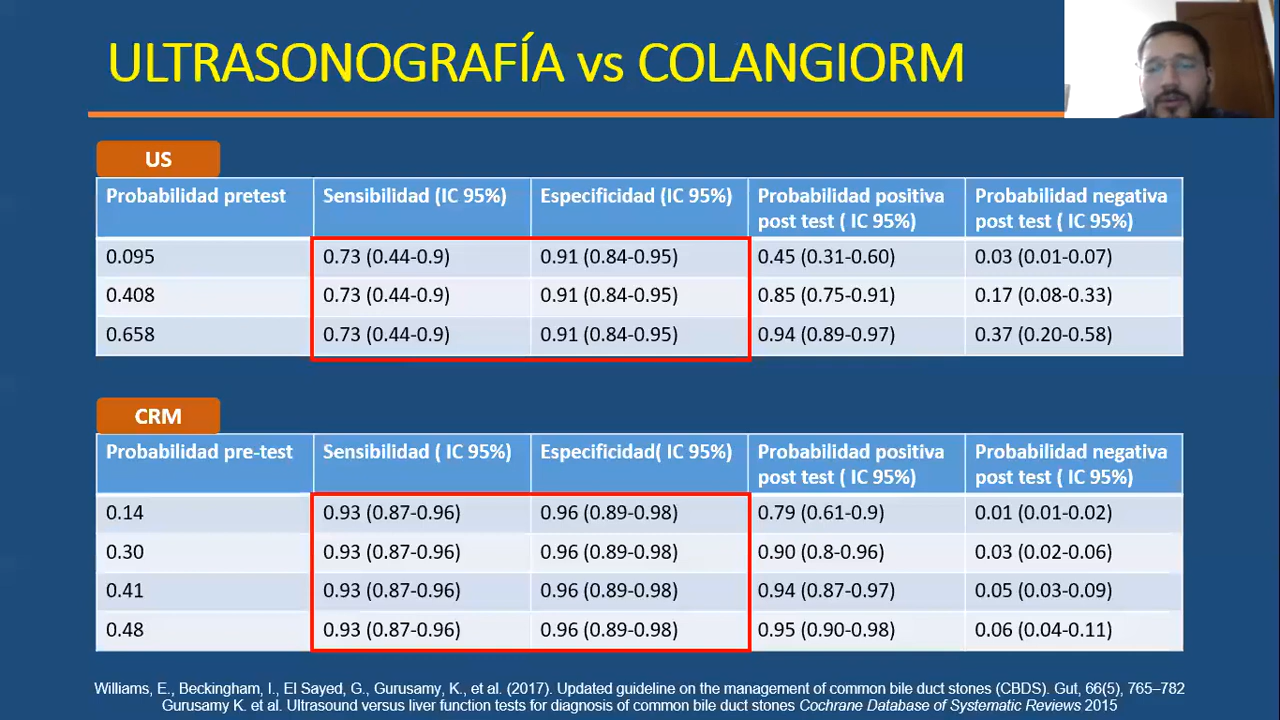 ULTRASONOGRAFÍA vs COLANGIORM
US
Probabilidad pretest Sensibilidad (IC 95%) Especificidad (IC 95%) Probabilidad positiva post test ( IC 95%) Probabilidad negativa post test ( IC 95%)
0.095 0.73 (0.44-0.9) 0.91 (0.84-0.95) 0.45 (0.31-0.60) 0.03 (0.01-0.07)
0.408 0.73 (0.44-0.9) 0.91 (0.84-0.95) 0.85 (0.75-0.91) 0.17 (0.08-0.33)
0.658 0.73 (0.44-0.9) 0.91 (0.84-0.95) 0.94 (0.89-0.97) 0.37 (0.20-0.58)
CRM
Probabilidad pre-test Sensibilidad ( IC 95%) Especificidad( IC 95%) Probabilidad positiva post test ( IC 95%) Probabilidad negativa post test ( IC 95%)
0.14 0.93 (0.87-0.96) 0.96 (0.89-0.98) 0.79 (0.61-0.9) 0.01 (0.01-0.02)
0.30 0.93 (0.87-0.96) 0.96 (0.89-0.98) 0.90 (0.8-0.96) 0.03 (0.02-0.06)
0.41 0.93 (0.87-0.96) 0.96 (0.89-0.98) 0.94 (0.87-0.97) 0.05 (0.03-0.09)
0.48 0.93 (0.87-0.96) 0.96 (0.89-0.98) 0.95 (0.90-0.98) 0.06 (0.04-0.11)
Williams, E., Beckingham, I., El Sayed, G., Gurusamy, K., et al. (2017). Updated guideline on the management of common bile duct stones (CBDS). Gut, 66(5), 765–782
Gurusamy K. et al. Ultrasound versus liver function tests for diagnosis of common bile duct stones Cochrane Database of Systematic Reviews 2015